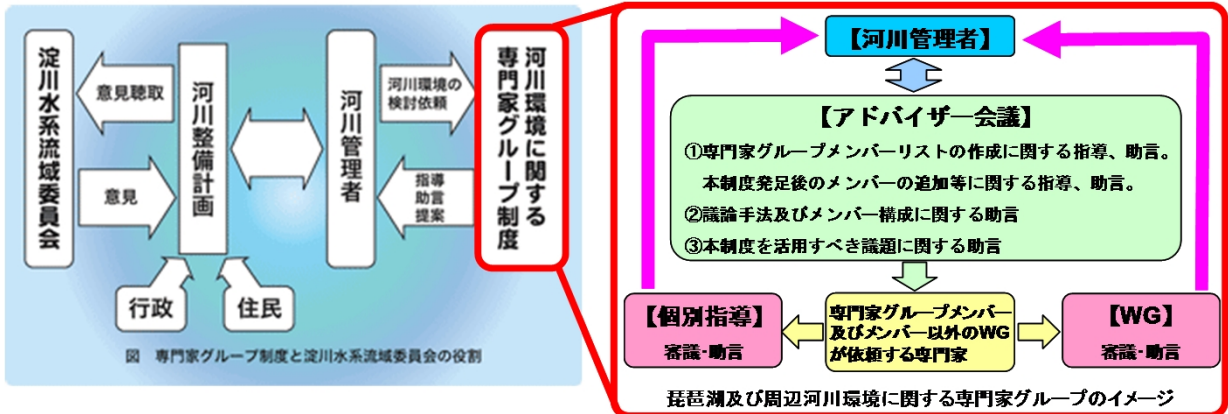 淀川水系流域委員会
意見聴取
意見
河川整備計画
行政
住民
河川管理者
河川環境の
検討依頼
指導
助言
提案
河川環境に関する
専門家グループ制度
図 専門家グループ制度と淀川水系流域委員会の役割
【河川管理者】
【アドバイザー会議】
①専門家グループメンバーリストの作成に関する指導、助言。
本制度発足後のメンバーの追加等に関する指導、助言。
②議論手法及びメンバー構成に関する助言
③本制度を活用すべき議題に関する助言
【個別指導】
審議・助言
専門家グループメンバー
及びメンバー以外のWG
が依頼する専門家
【WG】
審議・助言
琵琶湖及び周辺河川環境に関する専門家グループのイメージ